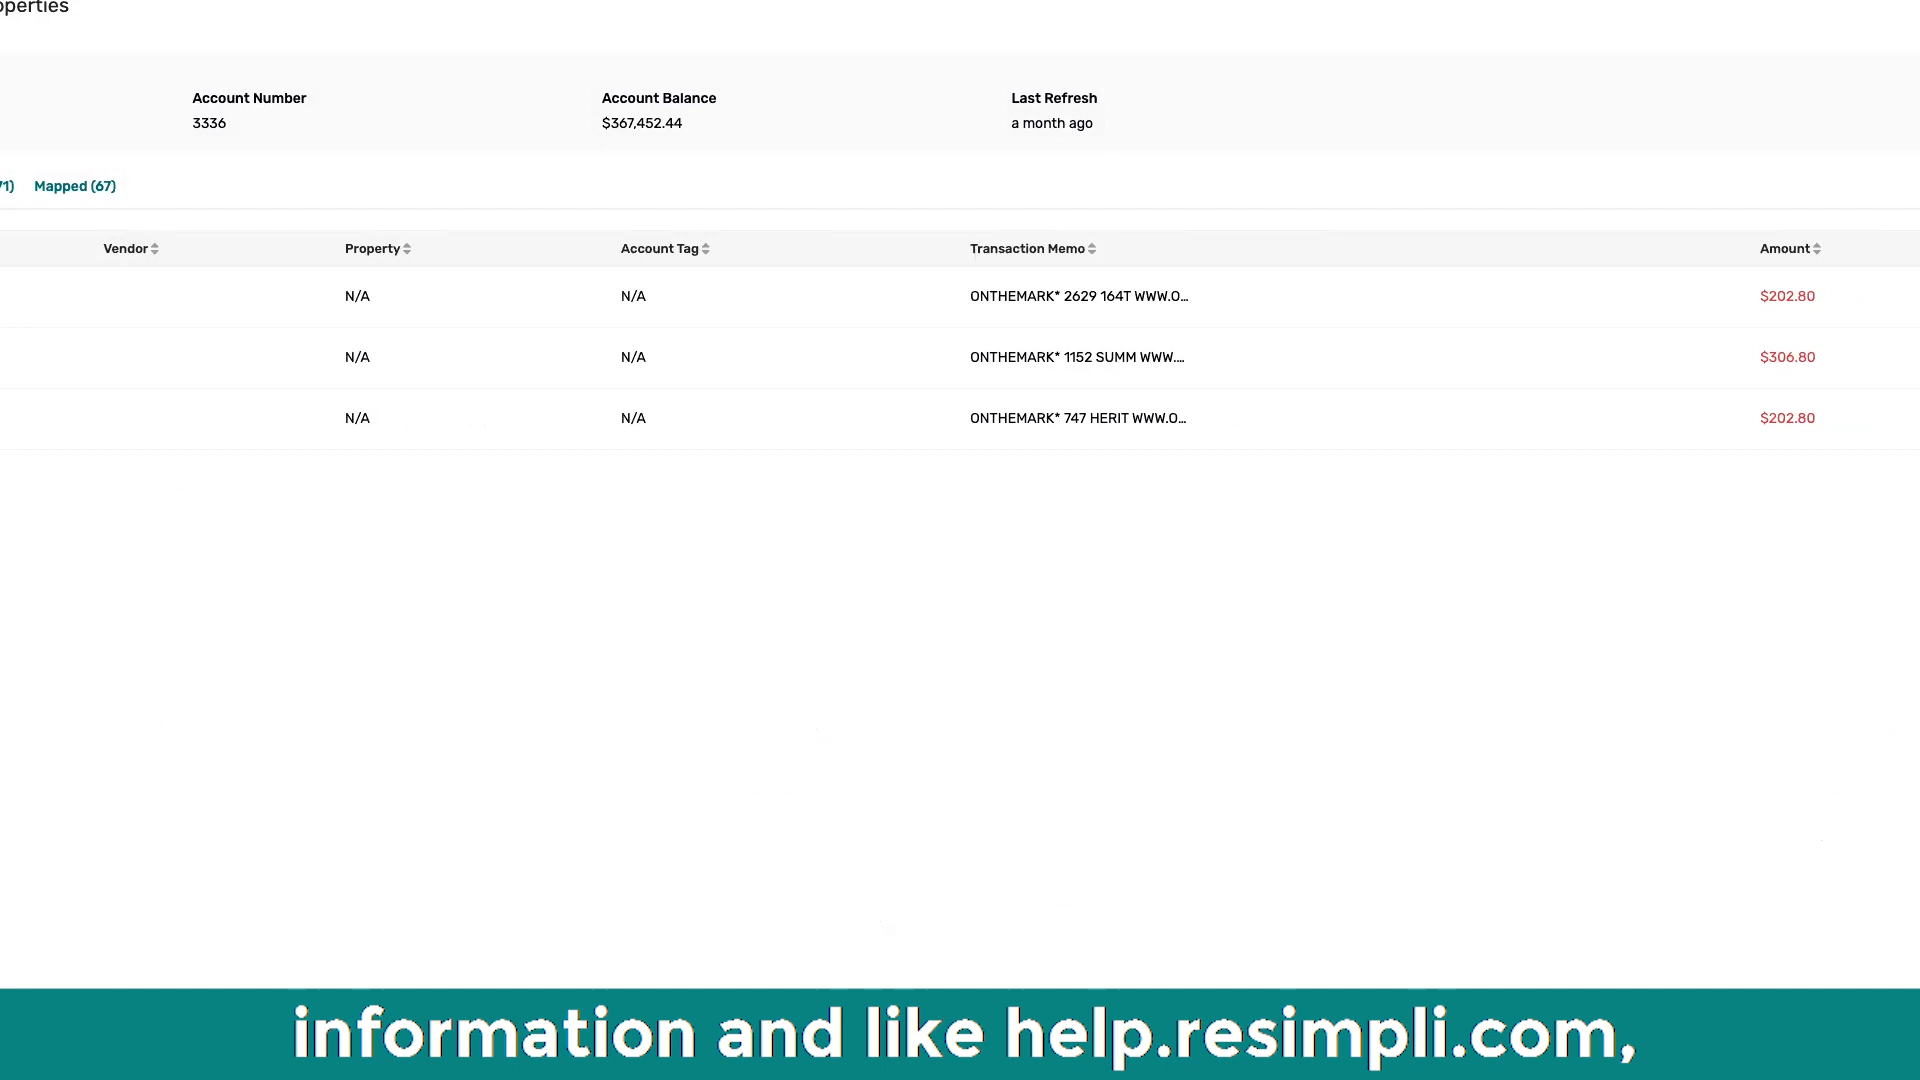 operties
Account Number
Account Balance
Last Refresh
3336
$367,452.44
a month ago
71)
Mapped (67)
Vendor
Property
Account Tag
Transaction Memo
Amount
N/A
N/A
ONTHEMARK* 2629 164T WWW.O...
$202.80
N/A
N/A
ONTHEMARK* 1152 SUMM WWW....
$306.80
N/A
N/A
ONTHEMARK* 747 HERIT WWW.O...
$202.80
information and like help.resimpli.com,